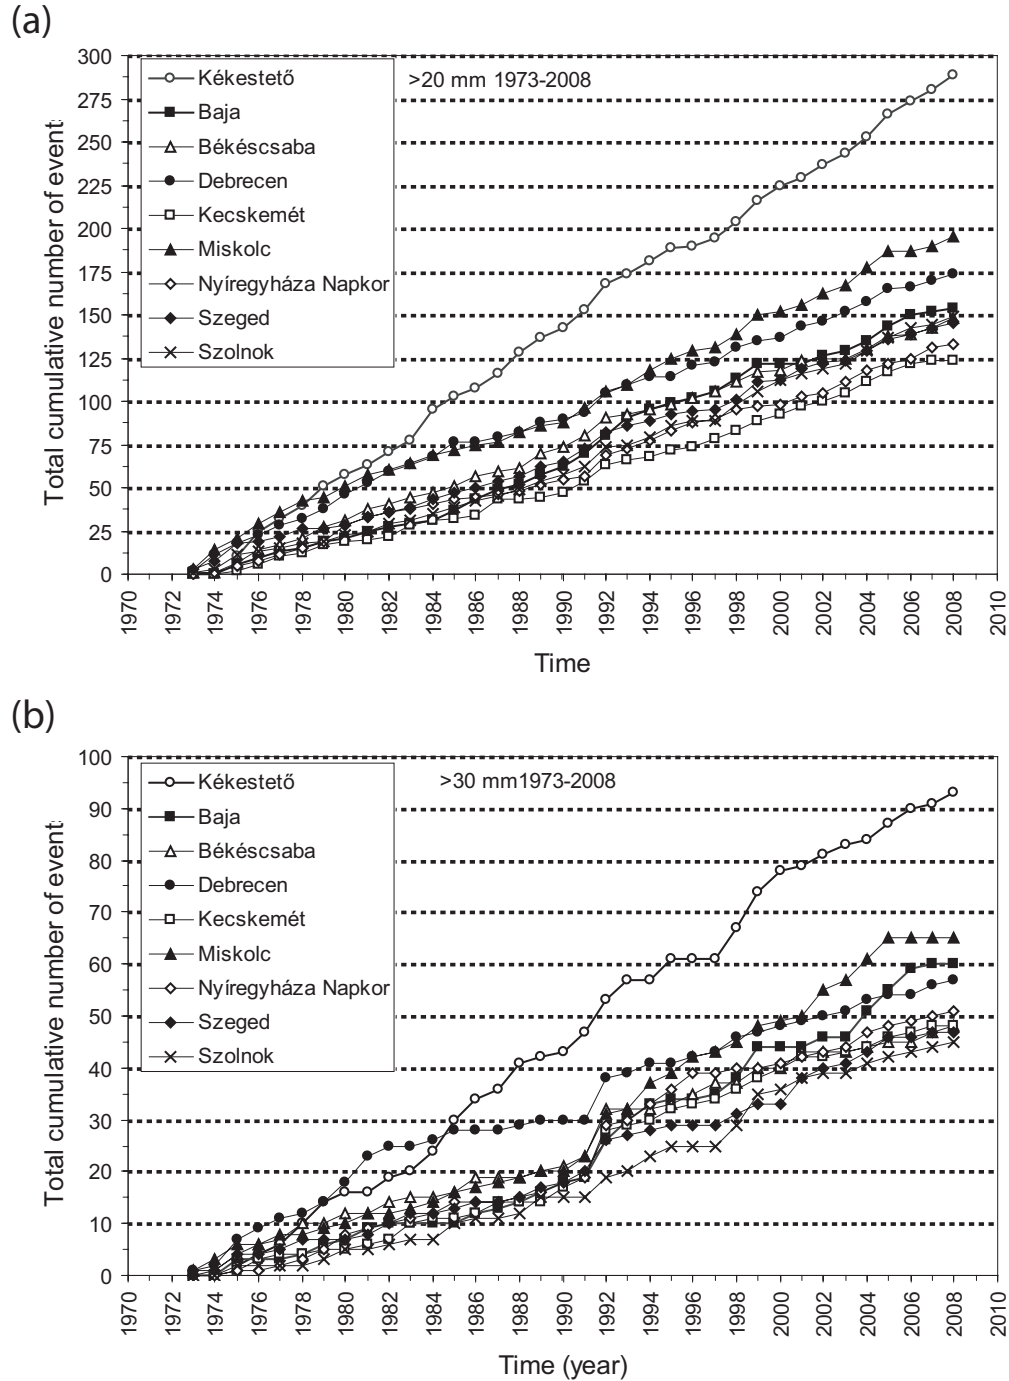 (a)
Total cumulative number of event
300
275
250
225
200
175
150
125
100
75
50
25
0
Kékestető
Baja
Békéscsaba
Debrecen
Kecskemét
Miskolc
Nyíregyháza Napkor
Szeged
Szolnok
>20 mm 1973-2008
1970 1972 1974 1976 1978 1980 1982 1984 1986 1988 1990 1992 1994 1996 1998 2000 2002 2004 2006 2008 2010
Time
(b)
Total cumulative number of event
100
90
80
70
60
50
40
30
20
10
0
Kékestető
Baja
Békéscsaba
Debrecen
Kecskemét
Miskolc
Nyíregyháza Napkor
Szeged
Szolnok
>30 mm1973-2008
1970 1972 1974 1976 1978 1980 1982 1984 1986 1988 1990 1992 1994 1996 1998 2000 2002 2004 2006 2008 2010
Time (year)